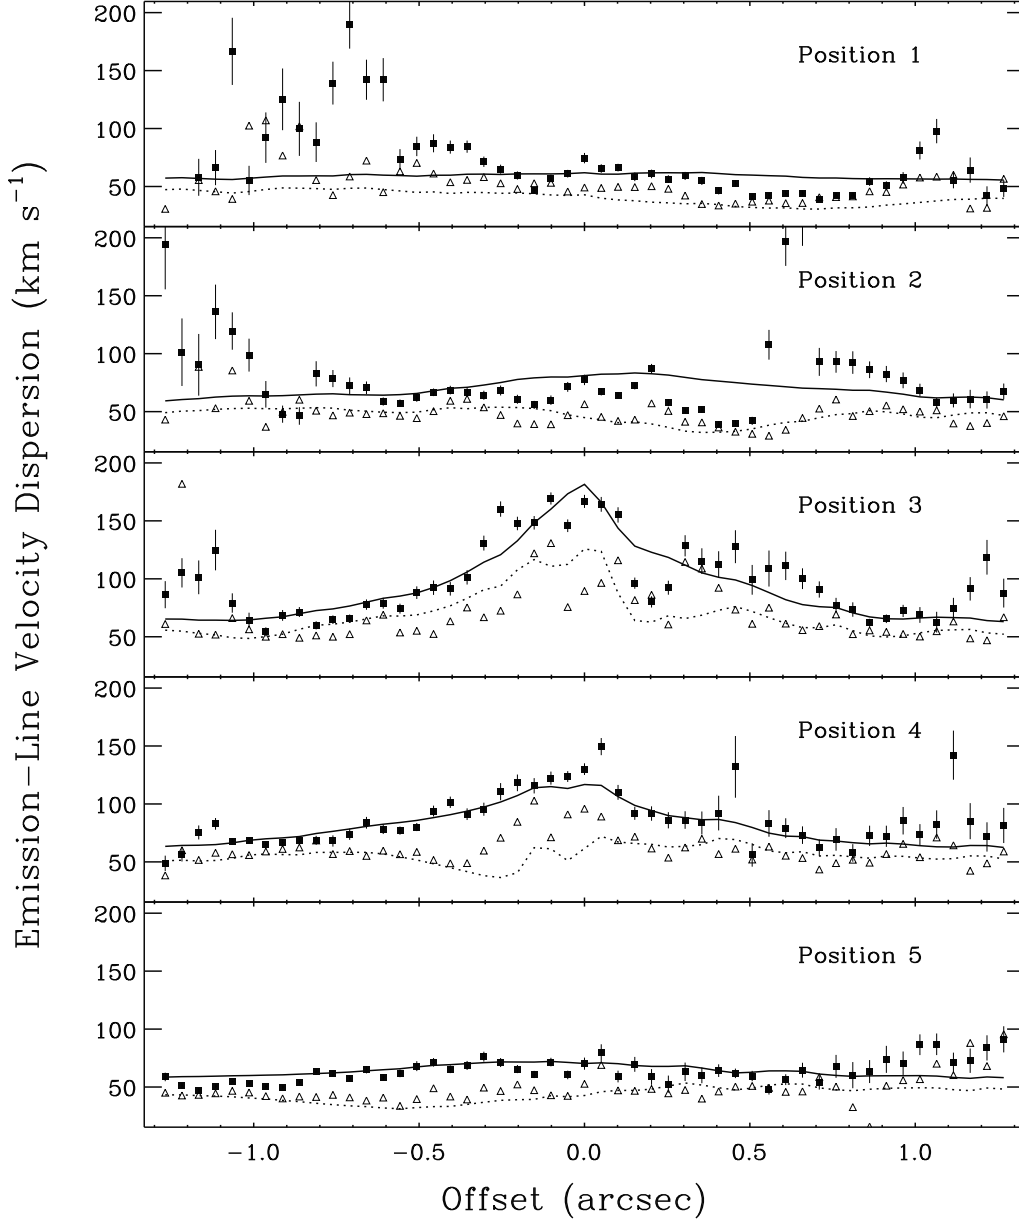 Emission-Line Velocity Dispersion (km s⁻¹)
200
150
100
50
Position 1
200
150
100
50
Position 2
200
150
100
50
Position 3
200
150
100
50
Position 4
200
150
100
50
Position 5
-1.0 -0.5 0.0 0.5 1.0
Offset (arcsec)